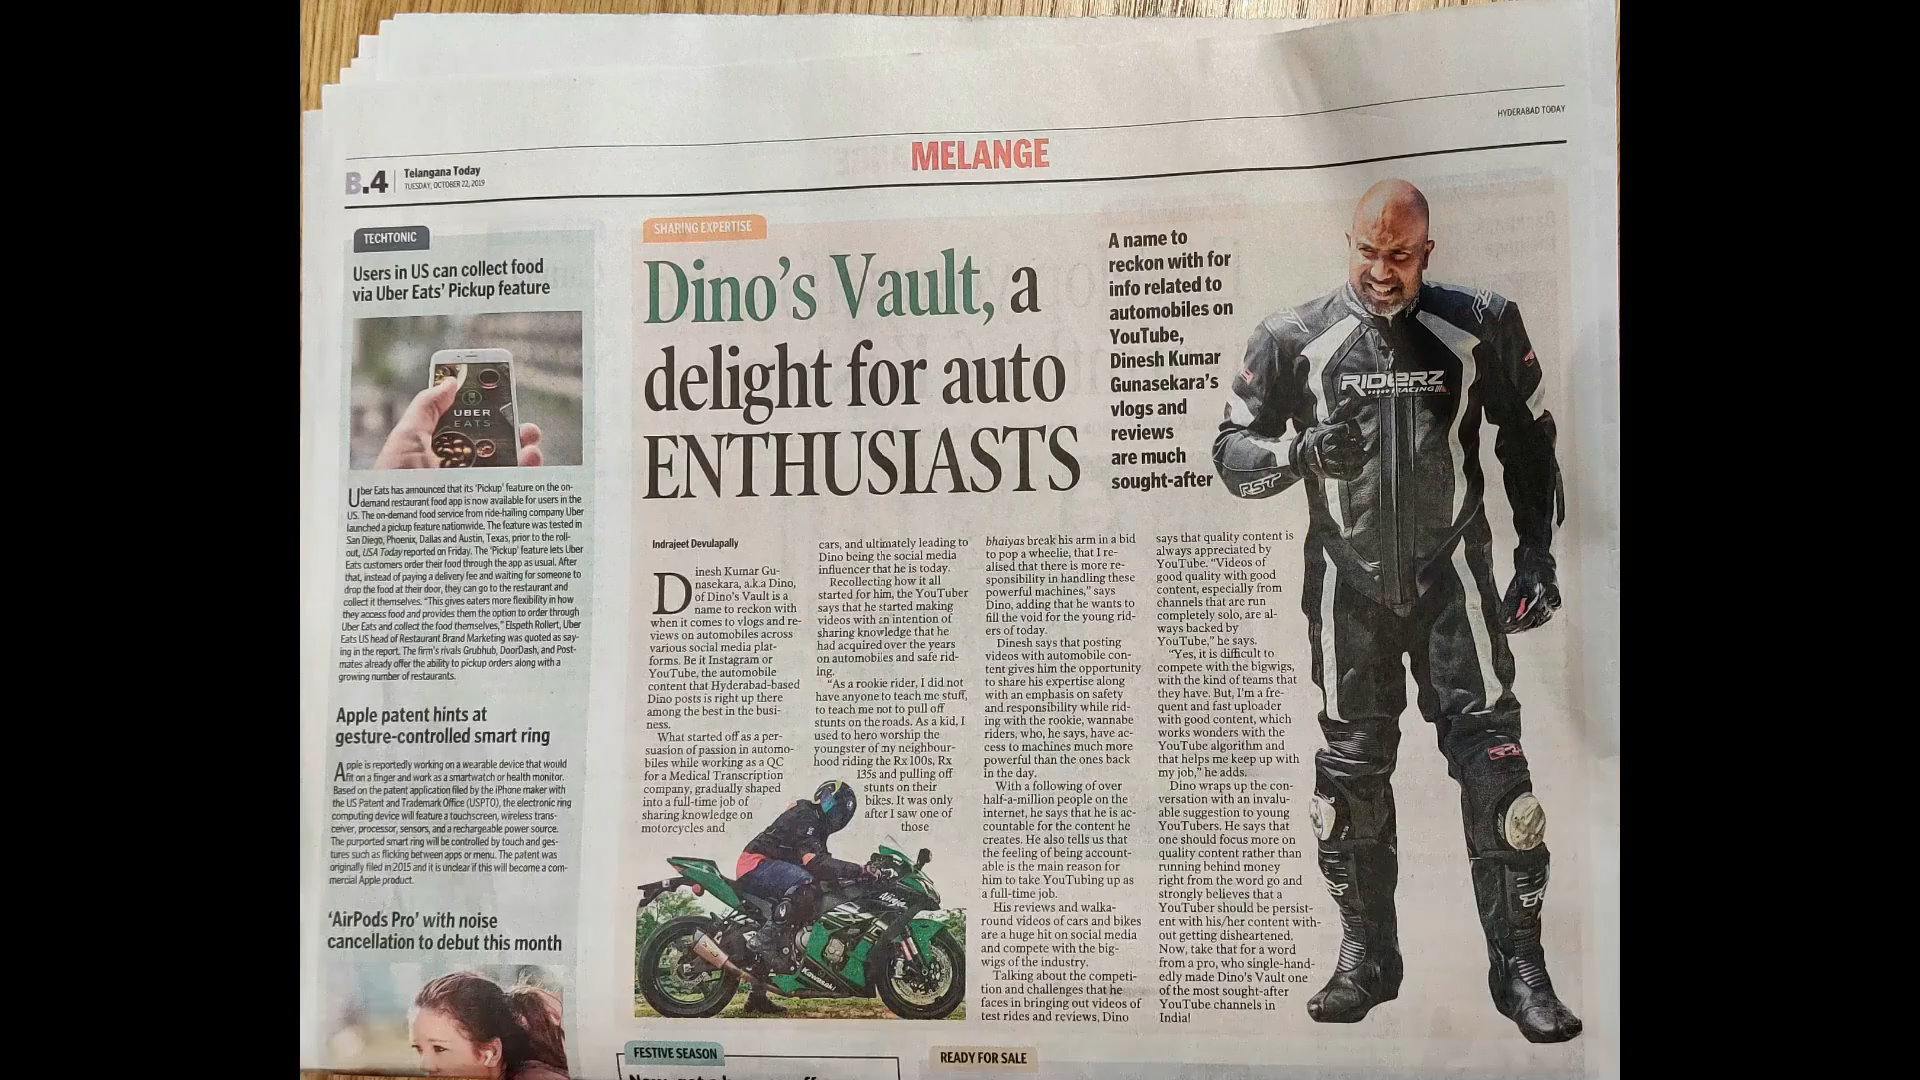 HYDERABAD TODAY
MELANGE
B.4
Telangana Today
TUESDAY, OCTOBER 22, 2019
TECHTONIC
Users in US can collect food
via Uber Eats' Pickup feature
UBER
EATS
Uber Eats has announced that its 'Pickup' feature on the on-
demand restaurant food app is now available for users in the
US. The on-demand food service from ride-hailing company Uber
launched a pickup feature nationwide. The feature was tested in
San Diego, Phoenix, Dallas and Austin, Texas, prior to the roll-
out, USA Today reported on Friday. The 'Pickup' feature lets Uber
Eats customers order their food through the app as usual. After
that, instead of paying a delivery fee and waiting for someone to
drop the food at their door, they can go to the restaurant and
collect it themselves. "This gives eaters more flexibility in how
they access food and provides them the option to order through
Uber Eats and collect the food themselves," Elspeth Rollert, Uber
Eats US head of Restaurant Brand Marketing was quoted as say-
ing in the report. The firm's rivals Grubhub, DoorDash, and Post-
mates already offer the ability to pickup orders along with a
growing number of restaurants.
Apple patent hints at
gesture-controlled smart ring
Apple is reportedly working on a wearable device that would
fit on a finger and work as a smartwatch or health monitor.
Based on the patent application filed by the iPhone maker with
the US Patent and Trademark Office (USPTO), the electronic ring
computing device will feature a touchscreen, wireless trans-
ceiver, processor, sensors, and a rechargeable power source.
The purported smart ring will be controlled by touch and ges-
tures such as flicking between apps or menu. The patent was
originally filed in 2015 and it is unclear if this will become a com-
mercial Apple product.
'AirPods Pro' with noise
cancellation to debut this month
SHARING EXPERTISE
Dino's Vault, a
delight for auto
ENTHUSIASTS
A name to
reckon with for
info related to
automobiles on
YouTube,
Dinesh Kumar
Gunasekara's
vlogs and
reviews
are much
sought-after
RIDERZ
RACING
RST
Indrajeet Devulapally
Dinesh Kumar Gu-
nasekara, a.k.a Dino,
of Dino's Vault is a
name to reckon with
when it comes to vlogs and re-
views on automobiles across
various social media plat-
forms. Be it Instagram or
YouTube, the automobile
content that Hyderabad-based
Dino posts is right up there
among the best in the busi-
ness.
What started off as a per-
suasion of passion in automo-
biles while working as a QC
for a Medical Transcription
company, gradually shaped
into a full-time job of
sharing knowledge on
motorcycles and
cars, and ultimately leading to
Dino being the social media
influencer that he is today.
Recollecting how it all
started for him, the YouTuber
says that he started making
videos with an intention of
sharing knowledge that he
had acquired over the years
on automobiles and safe rid-
ing.
"As a rookie rider, I did not
have anyone to teach me stuff,
to teach me not to pull off
stunts on the roads. As a kid, I
used to hero worship the
youngster of my neighbour-
hood riding the Rx 100s, Rx
135s and pulling off
stunts on their
bikes. It was only
after I saw one of
those
Ninja
Kawasaki
bhaiyas break his arm in a bid
to pop a wheelie, that I re-
alised that there is more re-
sponsibility in handling these
powerful machines," says
Dino, adding that he wants to
fill the void for the young rid-
ers of today.
Dinesh says that posting
videos with automobile con-
tent gives him the opportunity
to share his expertise along
with an emphasis on safety
and responsibility while rid-
ing with the rookie, wannabe
riders, who, he says, have ac-
cess to machines much more
powerful than the ones back
in the day.
With a following of over
half-a-million people on the
internet, he says that he is ac-
countable for the content he
creates. He also tells us that
the feeling of being account-
able is the main reason for
him to take YouTubing up as
a full-time job.
His reviews and walka-
round videos of cars and bikes
are a huge hit on social media
and compete with the big-
wigs of the industry.
Talking about the competi-
tion and challenges that he
faces in bringing out videos of
test rides and reviews, Dino
says that quality content is
always appreciated by
YouTube. "Videos of
good quality with good
content, especially from
channels that are run
completely solo, are al-
ways backed by
YouTube," he says.
"Yes, it is difficult to
compete with the bigwigs,
with the kind of teams that
they have. But, I'm a fre-
quent and fast uploader
with good content, which
works wonders with the
YouTube algorithm and
that helps me keep up with
my job," he adds.
Dino wraps up the con-
versation with an invalu-
able suggestion to young
YouTubers. He says that
one should focus more on
quality content rather than
running behind money
right from the word go and
strongly believes that a
YouTuber should be persist-
ent with his/her content with-
out getting disheartened.
Now, take that for a word
from a pro, who single-hand-
edly made Dino's Vault one
of the most sought-after
YouTube channels in
India!
FESTIVE SEASON
READY FOR SALE